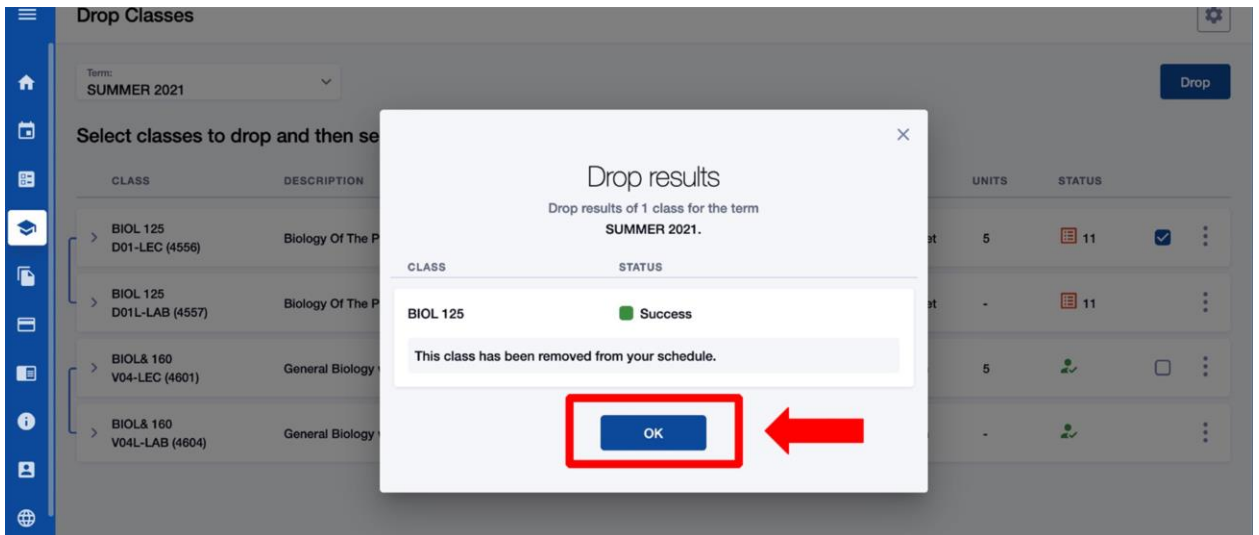 Drop Classes
Term:
SUMMER 2021
Drop
Select classes to drop and then se
CLASS DESCRIPTION UNITS STATUS
BIOL 125
D01-LEC (4556)
Biology Of The P
et 5 11
BIOL 125
D01L-LAB (4557)
Biology Of The P
et - 11
BIOL& 160
V04-LEC (4601)
General Biology
5
BIOL& 160
V04L-LAB (4604)
General Biology
-
Drop results
Drop results of 1 class for the term
SUMMER 2021.
CLASS STATUS
BIOL 125 Success
This class has been removed from your schedule.
OK